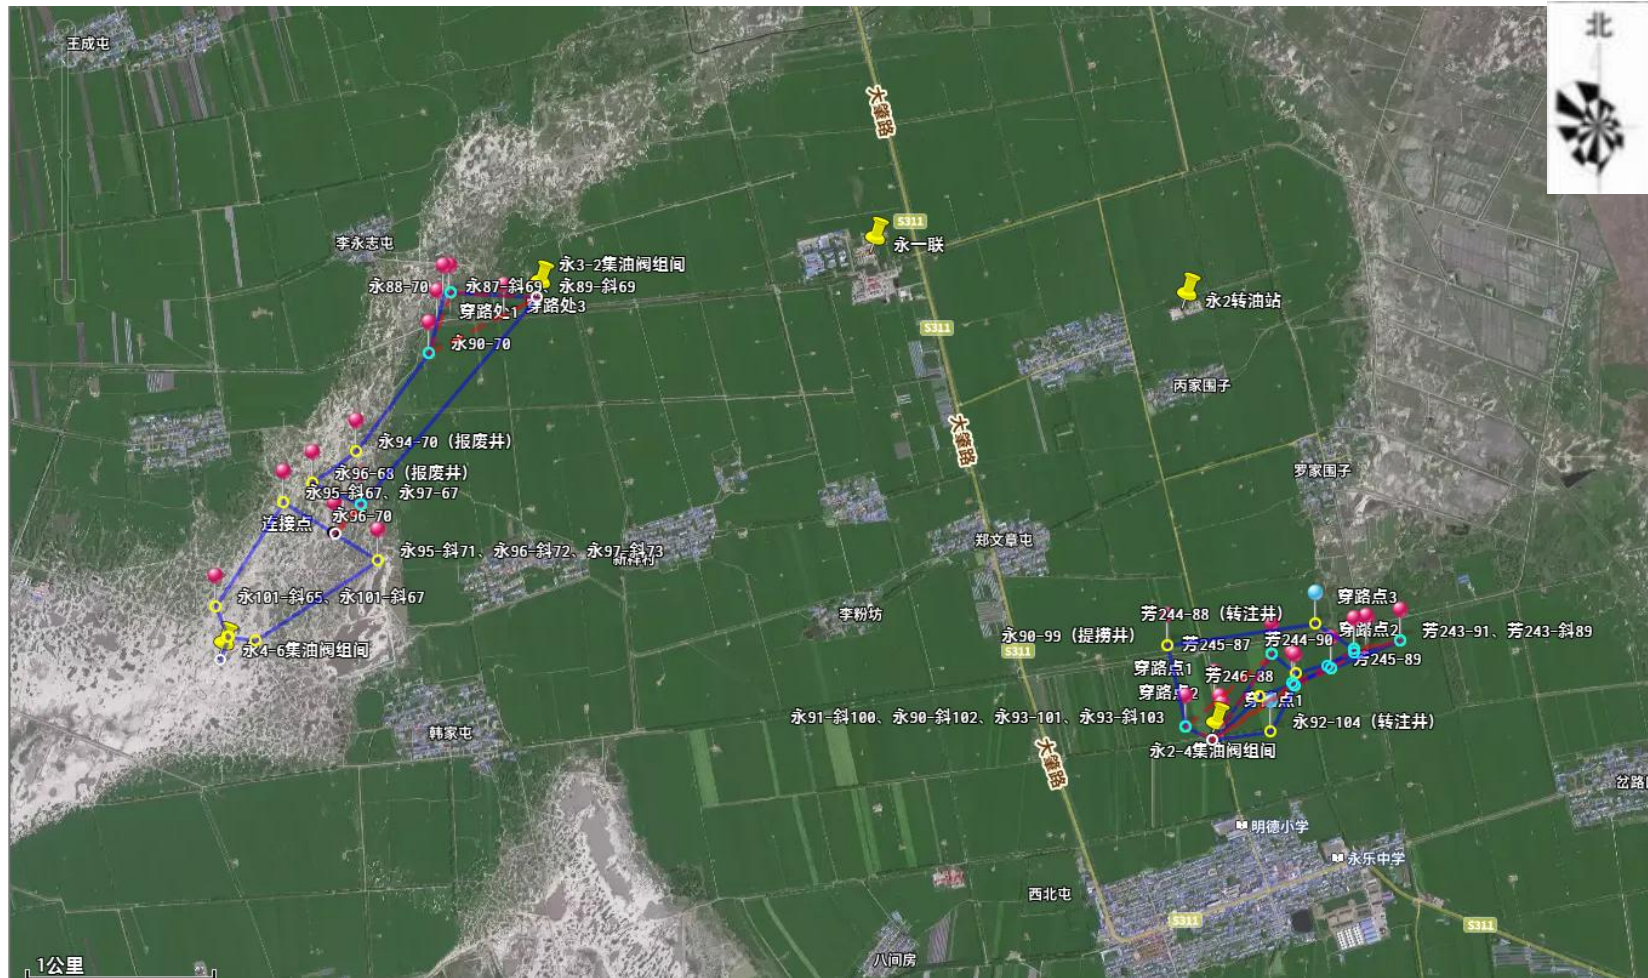 北
王成屯
大肇路
S311
李永志屯
永一联
永3-2集油阀组间
永88-70
永87-斜69、永89-斜69
穿路处3
穿路处1
永2转油站
S311
永90-70
丙家围子
大肇路
永94-70（报废井）
永96-68（报废井）
罗家围子
永95-斜67、永97-67
永96-70
连接点
永95-斜71、永96-斜72、永97-斜73
郑文章屯
永101-斜65、永101-斜67
李粉坊
穿路点3
芳244-88（转注井）
永90-99（提捞井）
芳243-91、芳243-斜89
穿路点2
芳245-87
芳244-90
S311
永4-6集油阀组间
芳245-89
穿路点1
芳246-88
穿路点2
穿路点1
永91-斜100、永90-斜102、永93-101、永93-斜103
永92-104（转注井）
韩家屯
永2-4集油阀组间
大肇路
岔路
明德小学
永乐中学
西北屯
S311
S311
八间房
1公里